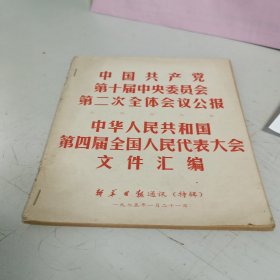 中国共产党
第十届中央委员会
第二次全体会议公报
中华人民共和国
第四届全国人民代表大会
文件汇编
新华日报通讯（特辑）
一九七五年一月二十一日